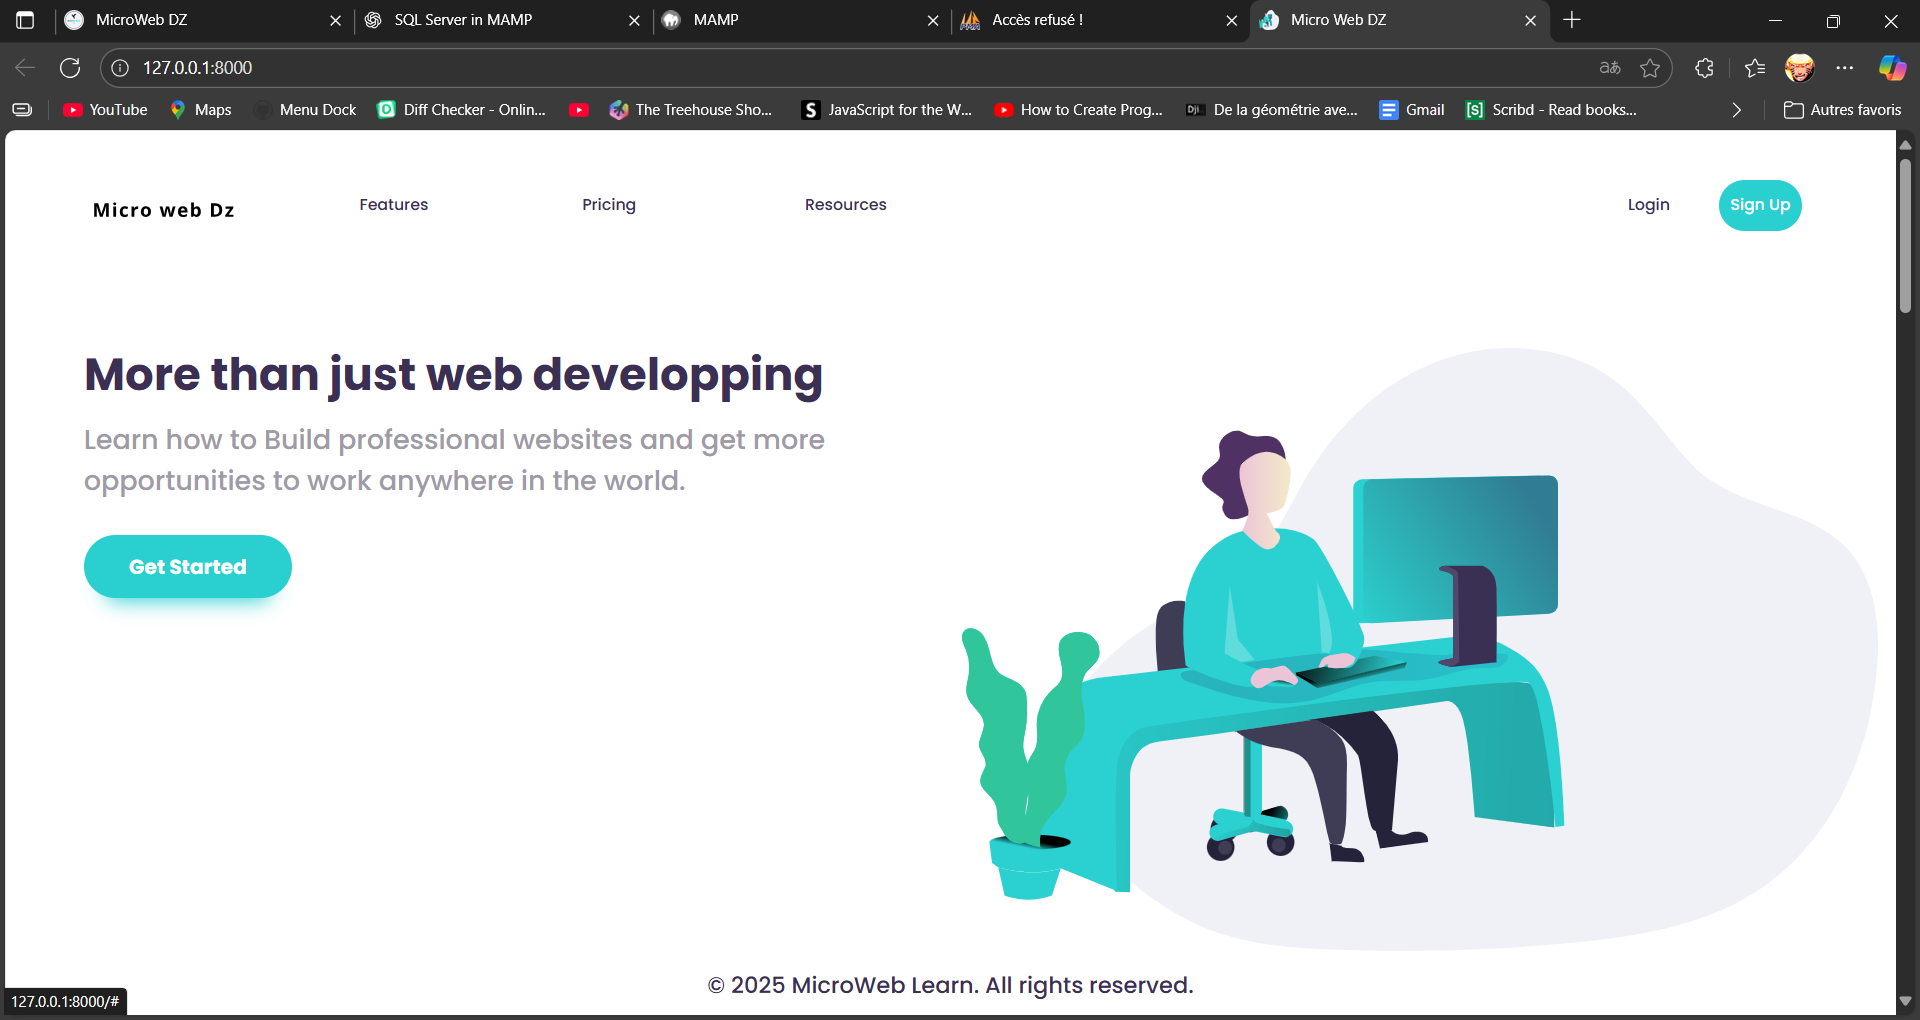 MicroWeb DZ
SQL Server in MAMP
MAMP
Accès refusé !
Micro Web DZ
127.0.0.1:8000
YouTube
Maps
Menu Dock
Diff Checker - Onlin...
The Treehouse Sho...
JavaScript for the W...
How to Create Prog...
De la géométrie ave...
Gmail
Scribd - Read books...
Autres favoris
Micro web Dz
Features
Pricing
Resources
Login
Sign Up
More than just web developping
Learn how to Build professional websites and get more
opportunities to work anywhere in the world.
Get Started
© 2025 MicroWeb Learn. All rights reserved.
127.0.0.1:8000/#